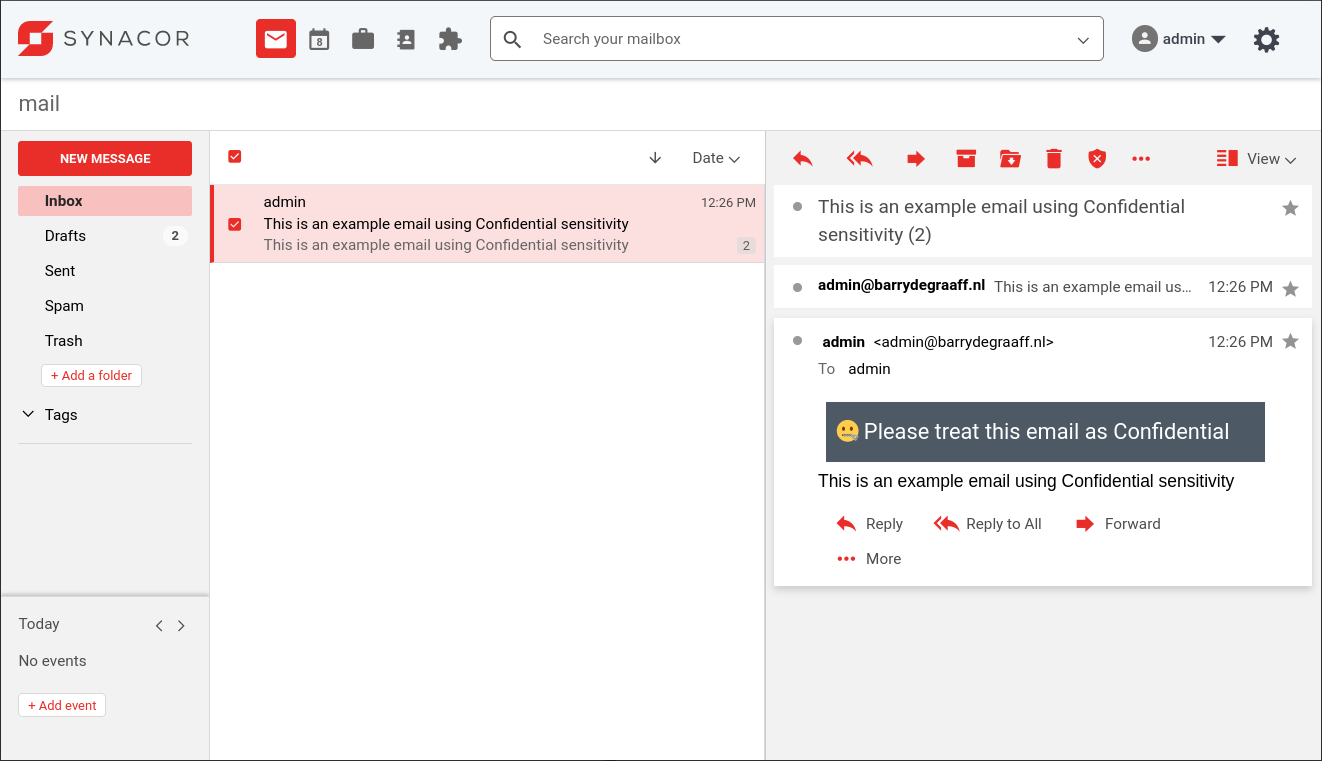 SYNACOR
8
Search your mailbox
admin
mail
NEW MESSAGE
Inbox
Drafts 2
Sent
Spam
Trash
+ Add a folder
Tags
Today
No events
+ Add event
Date
admin 12:26 PM
This is an example email using Confidential sensitivity
This is an example email using Confidential sensitivity 2
View
This is an example email using Confidential
sensitivity (2)
admin@barrydegraaff.nl This is an example email us... 12:26 PM
admin <admin@barrydegraaff.nl> 12:26 PM
To admin
Please treat this email as Confidential
This is an example email using Confidential sensitivity
Reply Reply to All Forward
More